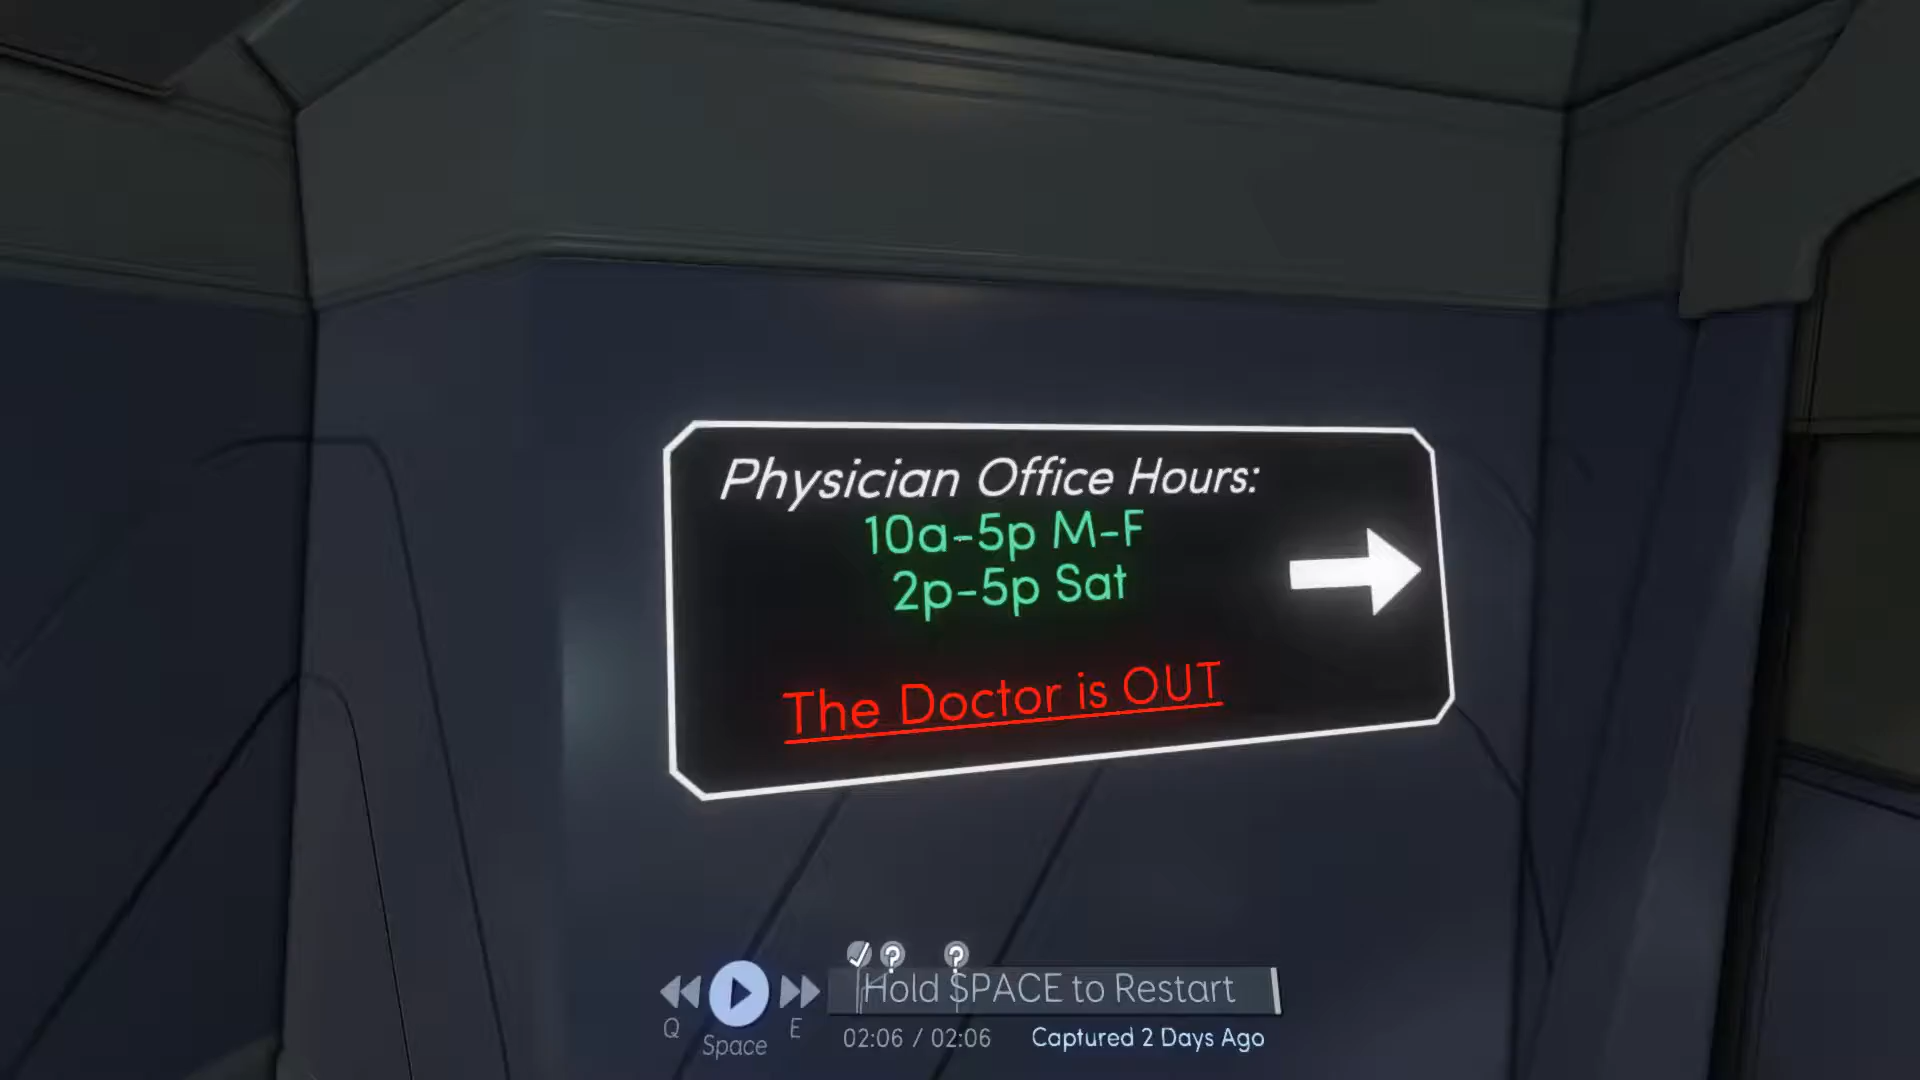 Physician Office Hours:
10a-5p M-F
2p-5p Sat
The Doctor is OUT
? ?
Hold SPACE to Restart
Q Space E
02:06 / 02:06 Captured 2 Days Ago